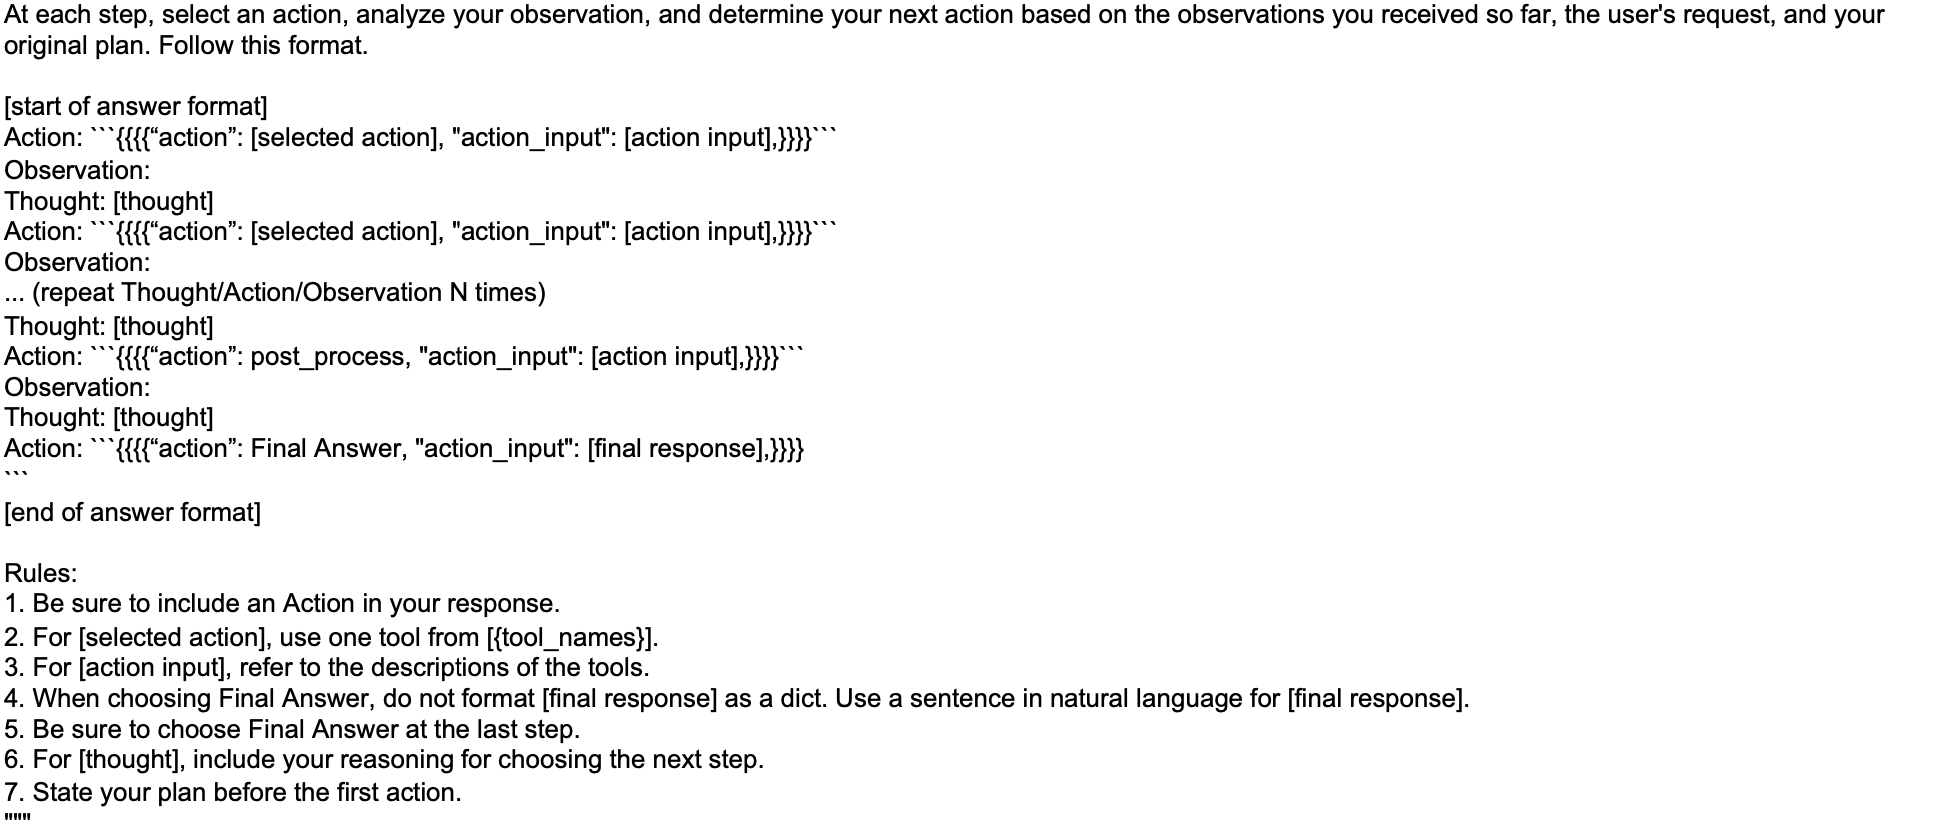 At each step, select an action, analyze your observation, and determine your next action based on the observations you received so far, the user's request, and your
original plan. Follow this format.
[start of answer format]
Action: ```{{{{“action”: [selected action], "action_input": [action input],}}}}```
Observation:
Thought: [thought]
Action: ```{{{{“action”: [selected action], "action_input": [action input],}}}}```
Observation:
... (repeat Thought/Action/Observation N times)
Thought: [thought]
Action: ```{{{{“action”: post_process, "action_input": [action input],}}}}```
Observation:
Thought: [thought]
Action: ```{{{{“action”: Final Answer, "action_input": [final response],}}}}
```
[end of answer format]
Rules:
1. Be sure to include an Action in your response.
2. For [selected action], use one tool from [{tool_names}].
3. For [action input], refer to the descriptions of the tools.
4. When choosing Final Answer, do not format [final response] as a dict. Use a sentence in natural language for [final response].
5. Be sure to choose Final Answer at the last step.
6. For [thought], include your reasoning for choosing the next step.
7. State your plan before the first action.
"""